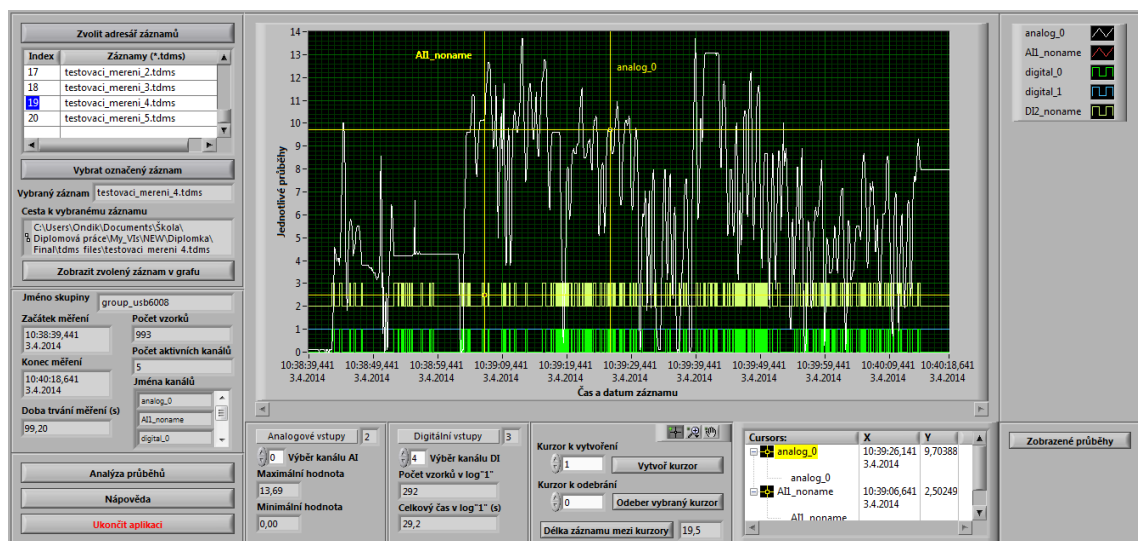 Zvolit adresář záznamů
Index Záznamy (*.tdms)
17 testovaci_mereni_2.tdms
18 testovaci_mereni_3.tdms
19 testovaci_mereni_4.tdms
20 testovaci_mereni_5.tdms
Vybrat označený záznam
Vybraný záznam testovaci_mereni_4.tdms
Cesta k vybranému záznamu
C:\Users\Ondik\Documents\Škola\
Diplomová práce\My_VIs\NEW\Diplomka\
Final\tdms files\testovaci mereni 4.tdms
Zobrazit zvolený záznam v grafu
Jméno skupiny group_usb6008
Začátek měření
10:38:39,441
3.4.2014
Konec měření
10:40:18,641
3.4.2014
Doba trvání měření (s)
99,20
Počet vzorků
993
Počet aktivních kanálů
5
Jména kanálů
analog_0
AI1_noname
digital_0
Analýza průběhů
Nápověda
Ukončit aplikaci
Jednotlivé průběhy
14
13
12
11
10
9
8
7
6
5
4
3
2
1
0
AI1_noname
analog_0
10:38:39,441 10:38:49,441 10:38:59,441 10:39:09,441 10:39:19,441 10:39:29,441 10:39:39,441 10:39:49,441 10:39:59,441 10:40:09,441 10:40:18,641
3.4.2014 3.4.2014 3.4.2014 3.4.2014 3.4.2014 3.4.2014 3.4.2014 3.4.2014 3.4.2014 3.4.2014 3.4.2014
Čas a datum záznamu
analog_0
AI1_noname
digital_0
digital_1
DI2_noname
Analogové vstupy 2
0 Výběr kanálu AI
Maximální hodnota
13,69
Minimální hodnota
0,00
Digitální vstupy 3
4 Výběr kanálu DI
Počet vzorků v log"1"
292
Celkový čas v log"1" (s)
29,2
Kurzor k vytvoření
1 Vytvoř kurzor
Kurzor k odebrání
0 Odeber vybraný kurzor
Délka záznamu mezi kurzory 19,5
Cursors: X Y
analog_0 10:39:26,141 9,70388
3.4.2014
analog_0
AI1_noname 10:39:06,641 2,50249
3.4.2014
AI1_noname
Zobrazené průběhy